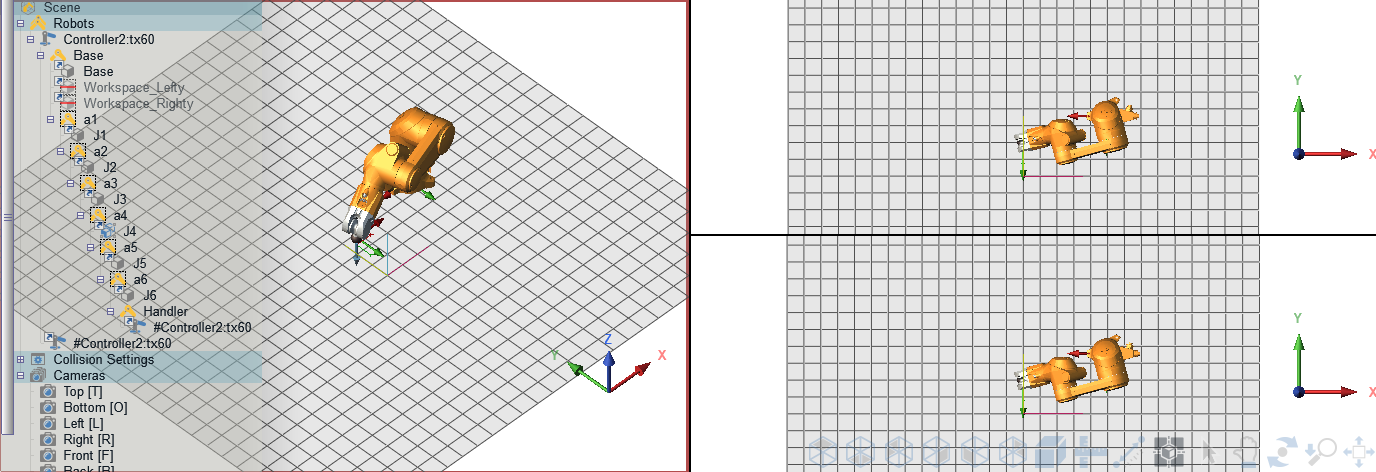 Scene
Robots
Controller2:tx60
Base
Base
Workspace_Lefty
Workspace_Righty
a1
J1
a2
J2
a3
J3
a4
J4
a5
J5
a6
J6
Handler
#Controller2:tx60
#Controller2:tx60
Collision Settings
Cameras
Top [T]
Bottom [O]
Left [L]
Right [R]
Front [F]
Back [B]
Y
Z
X
Y
X
Y
X